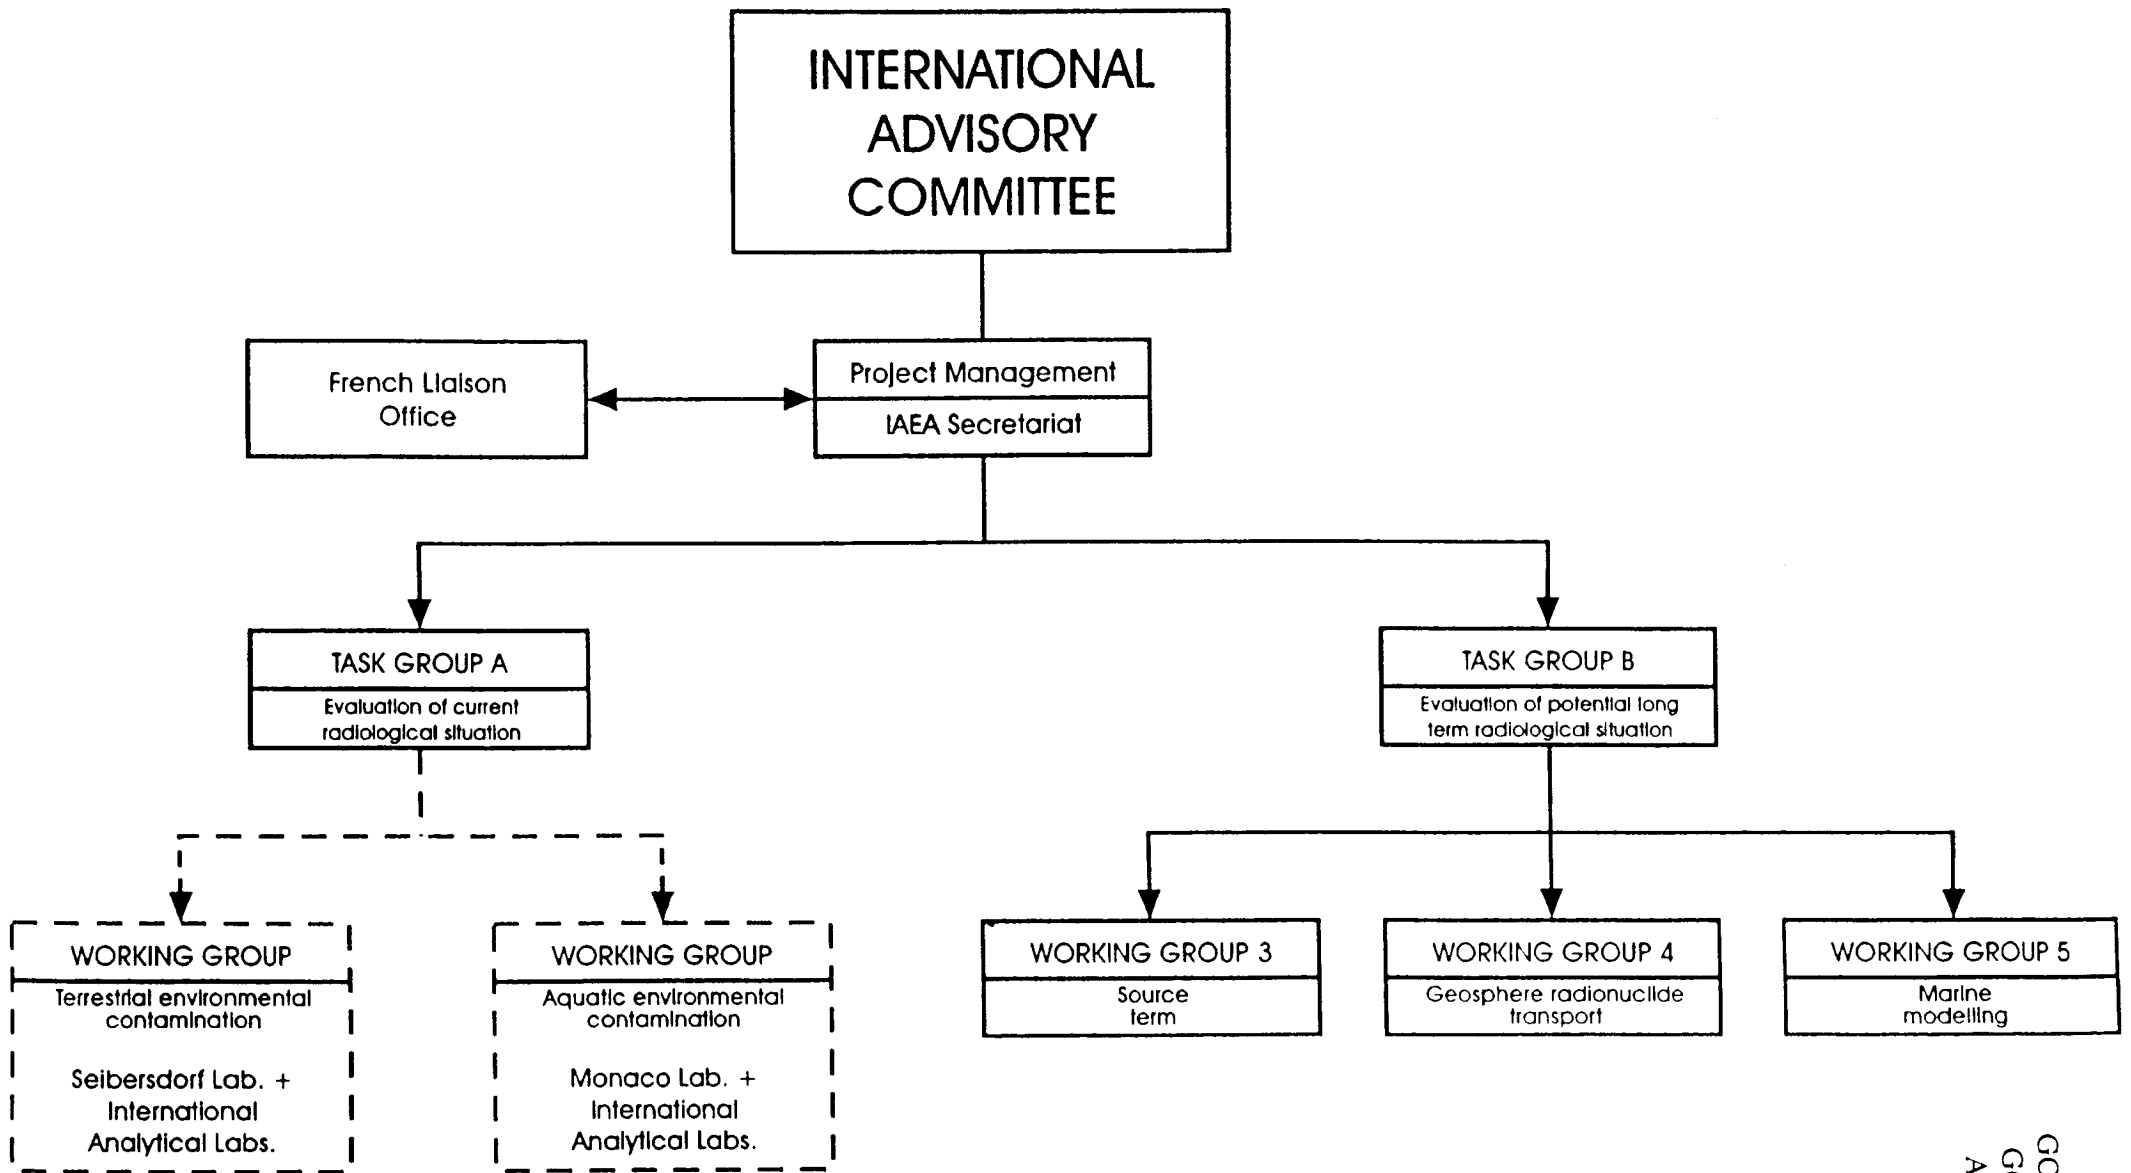 INTERNATIONAL
ADVISORY
COMMITTEE
French Liaison
Office
Project Management
IAEA Secretariat
TASK GROUP A
Evaluation of current
radiological situation
TASK GROUP B
Evaluation of potential long
term radiological situation
WORKING GROUP
Terrestrial environmental
contamination
Seibersdorf Lab. +
International
Analytical Labs.
WORKING GROUP
Aquatic environmental
contamination
Monaco Lab. +
International
Analytical Labs.
WORKING GROUP 3
Source
term
WORKING GROUP 4
Geosphere radionuclide
transport
WORKING GROUP 5
Marine
modelling